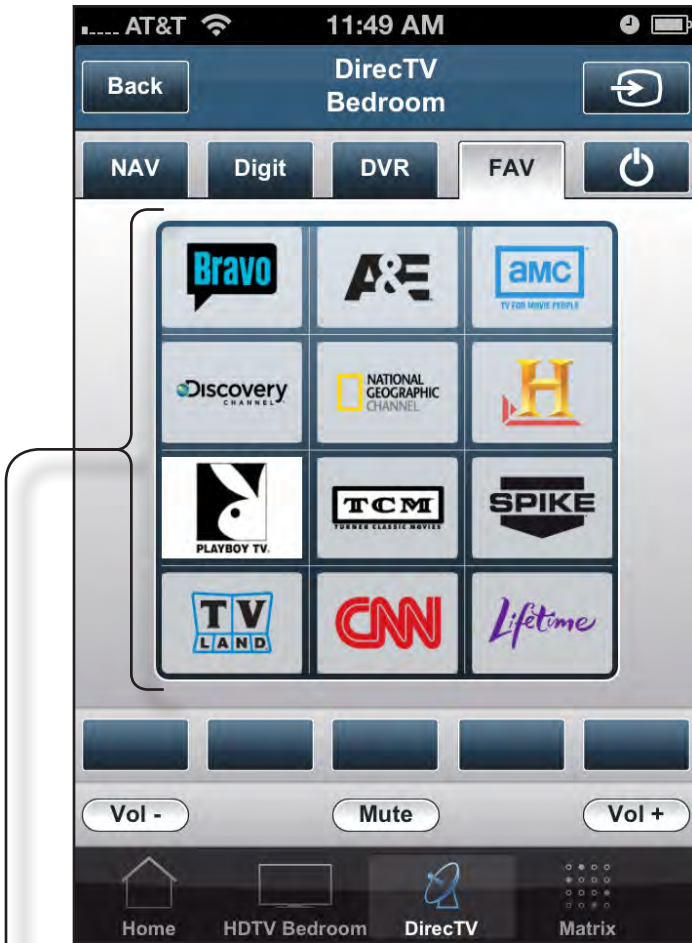 AT&T 11:49 AM
DirecTV
Back
Bedroom
NAV Digit DVR FAV
Bravo A&E aMC
TV FOR MOVIE PEOPLE
Discovery
CHANNEL
NATIONAL
GEOGRAPHIC
CHANNEL
H
PLAYBOY TV.
TCM
TURNER CLASSIC MOVIES
SPIKE
TV
LAND
CNN Lifetime
Vol - Mute Vol +
Home HDTV Bedroom DirecTV Matrix